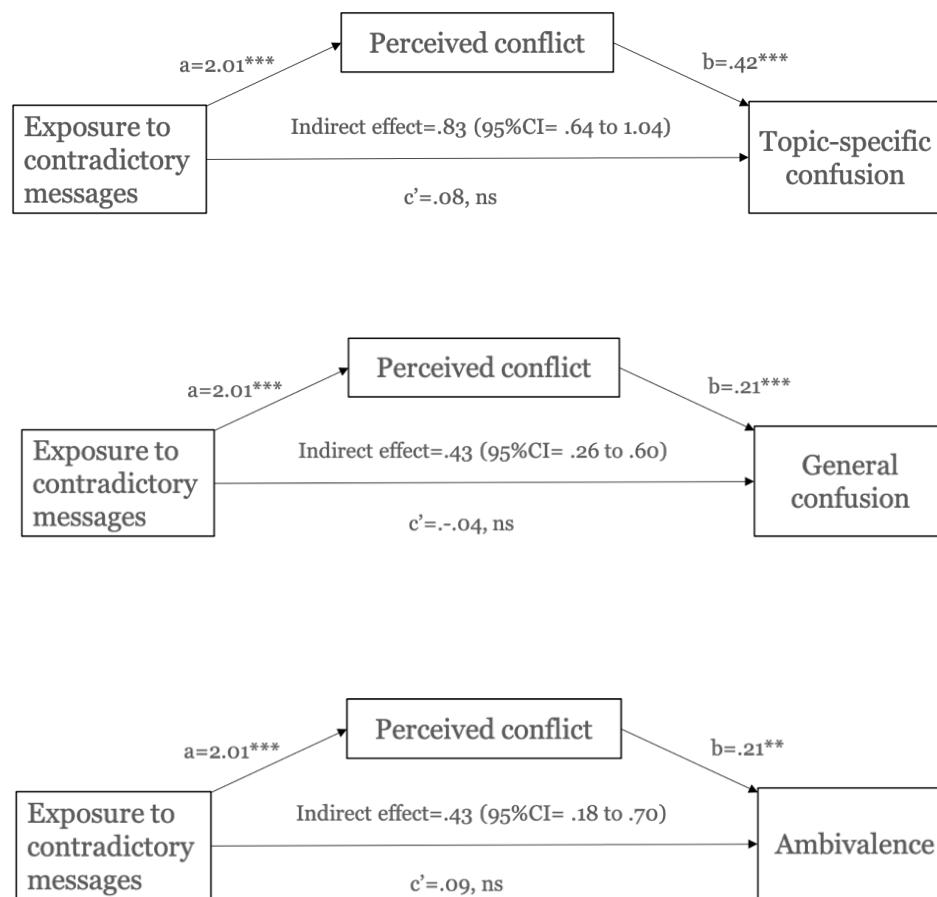 Perceived conflict
a=2.01***
b=.42***
Exposure to
contradictory
messages
Indirect effect=.83 (95%CI= .64 to 1.04)
c’=.08, ns
Topic-specific
confusion
Perceived conflict
a=2.01***
b=.21***
Exposure to
contradictory
messages
Indirect effect=.43 (95%CI= .26 to .60)
c’=.-.04, ns
General
confusion
Perceived conflict
a=2.01***
b=.21**
Exposure to
contradictory
messages
Indirect effect=.43 (95%CI= .18 to .70)
c’=.09, ns
Ambivalence